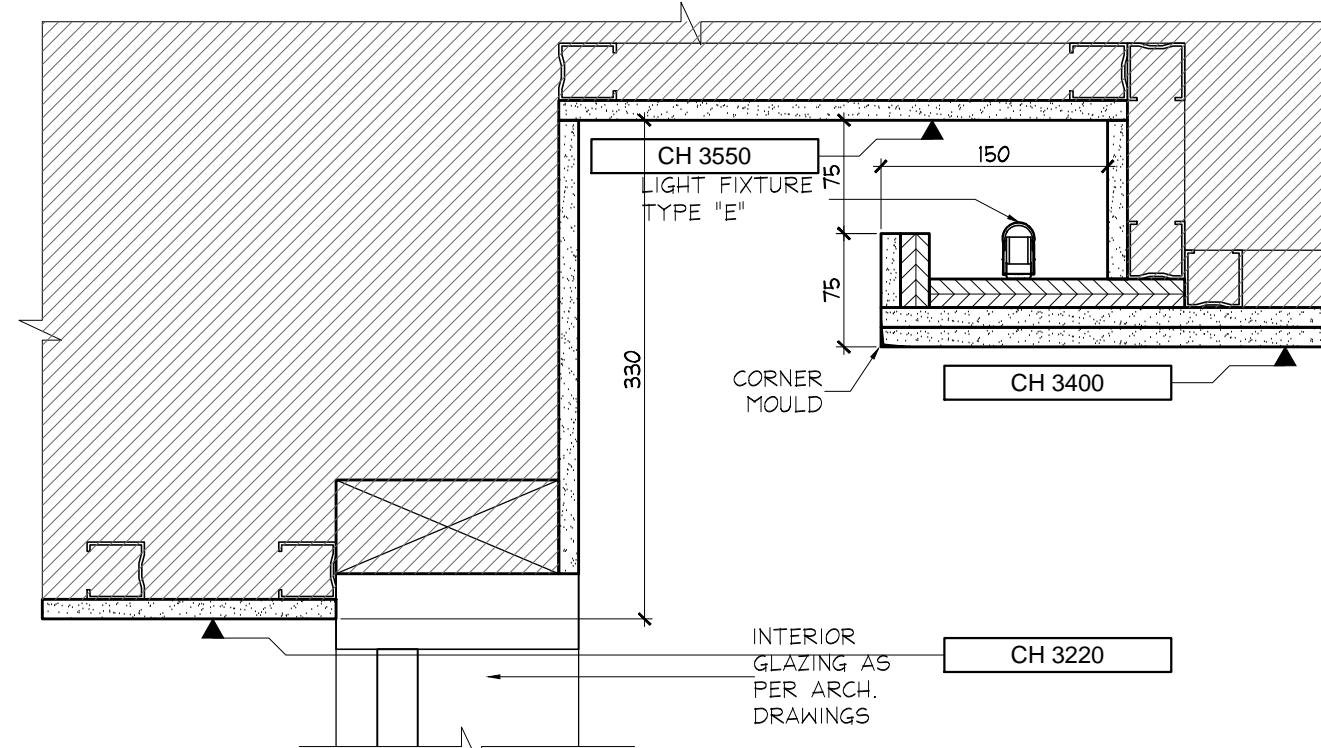 CH 3550
150
75
LIGHT FIXTURE
TYPE "E"
75
330
CORNER
MOULD
CH 3400
INTERIOR
GLAZING AS
PER ARCH.
DRAWINGS
CH 3220